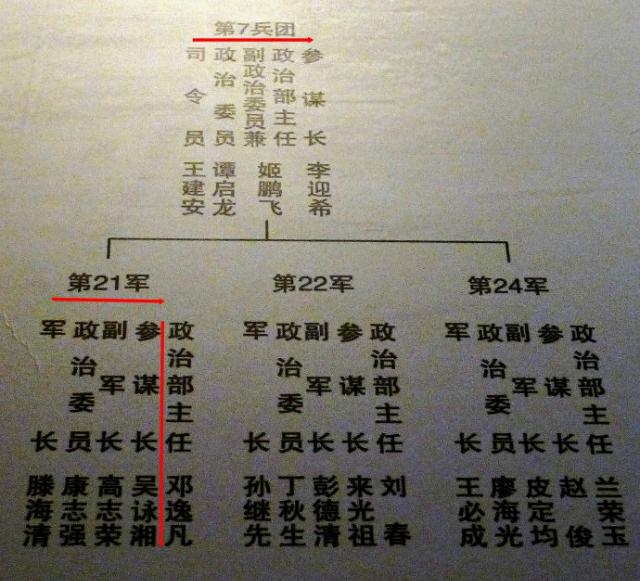 第7兵团
司令员 王建安
政治委员 谭启龙
副政治委员兼
政治部主任 姬鹏飞
参谋长 李迎希
第21军
军长 滕海清
政治委员 康志强
副军长 高志荣
参谋长 吴咏湘
政治部主任 邓逸凡
第22军
军长 孙继先
政治委员 丁秋生
副军长 彭德清
参谋长 来光祖
政治部主任 刘春
第24军
军长 王必成
政治委员 廖海光
副军长 皮定均
参谋长 赵俊
政治部主任 兰荣玉